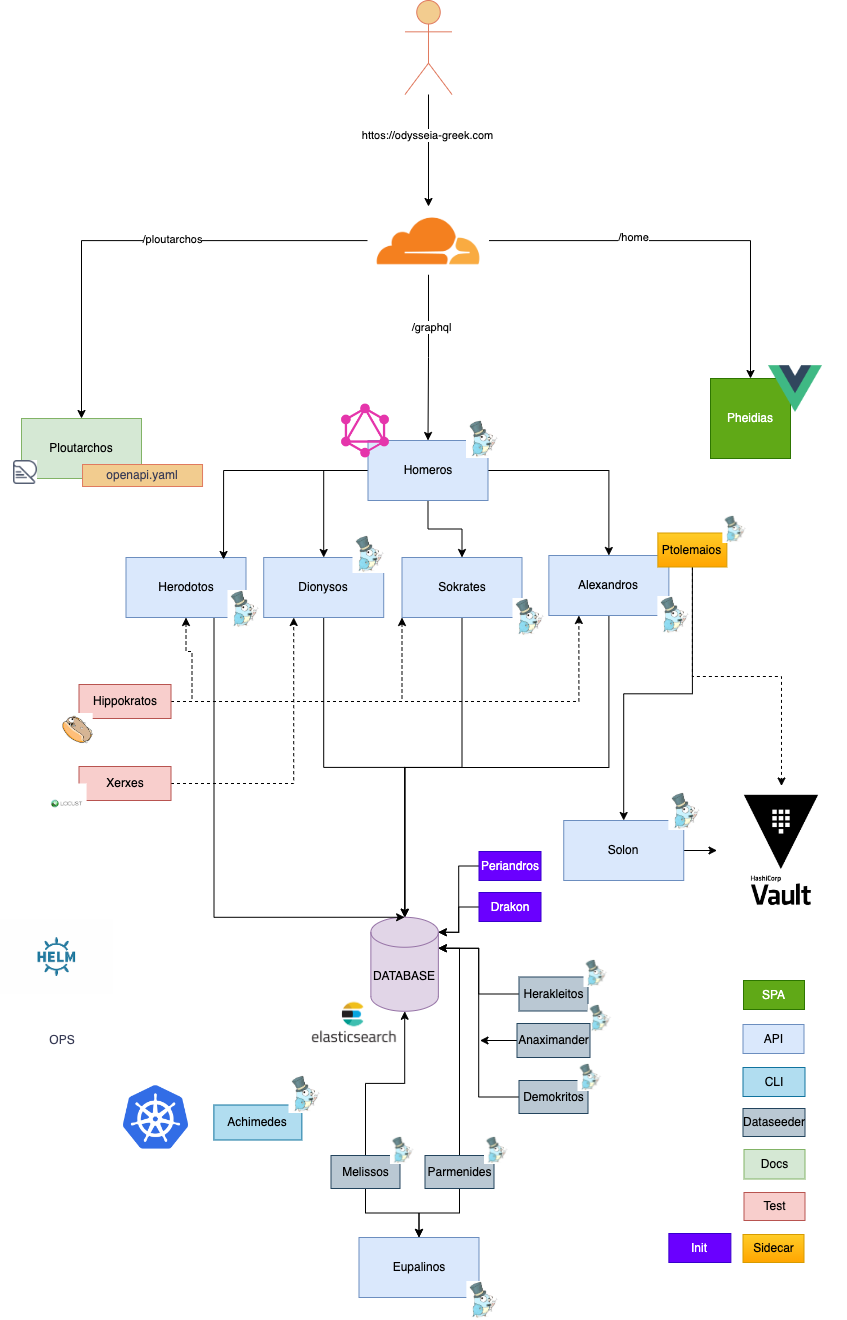 httos://odysseia-greek.com
/ploutarchos
/home
/graphql
Pheidias
Ploutarchos
openapi.yaml
Homeros
Ptolemaios
Herodotos
Dionysos
Sokrates
Alexandros
Hippokratos
Xerxes
LOCUST
Solon
Periandros
HashiCorp
Vault
Drakon
HELM
DATABASE
Herakleitos
SPA
elasticsearch
OPS
Anaximander
API
CLI
Demokritos
Achimedes
Dataseeder
Melissos
Parmenides
Docs
Test
Init
Sidecar
Eupalinos